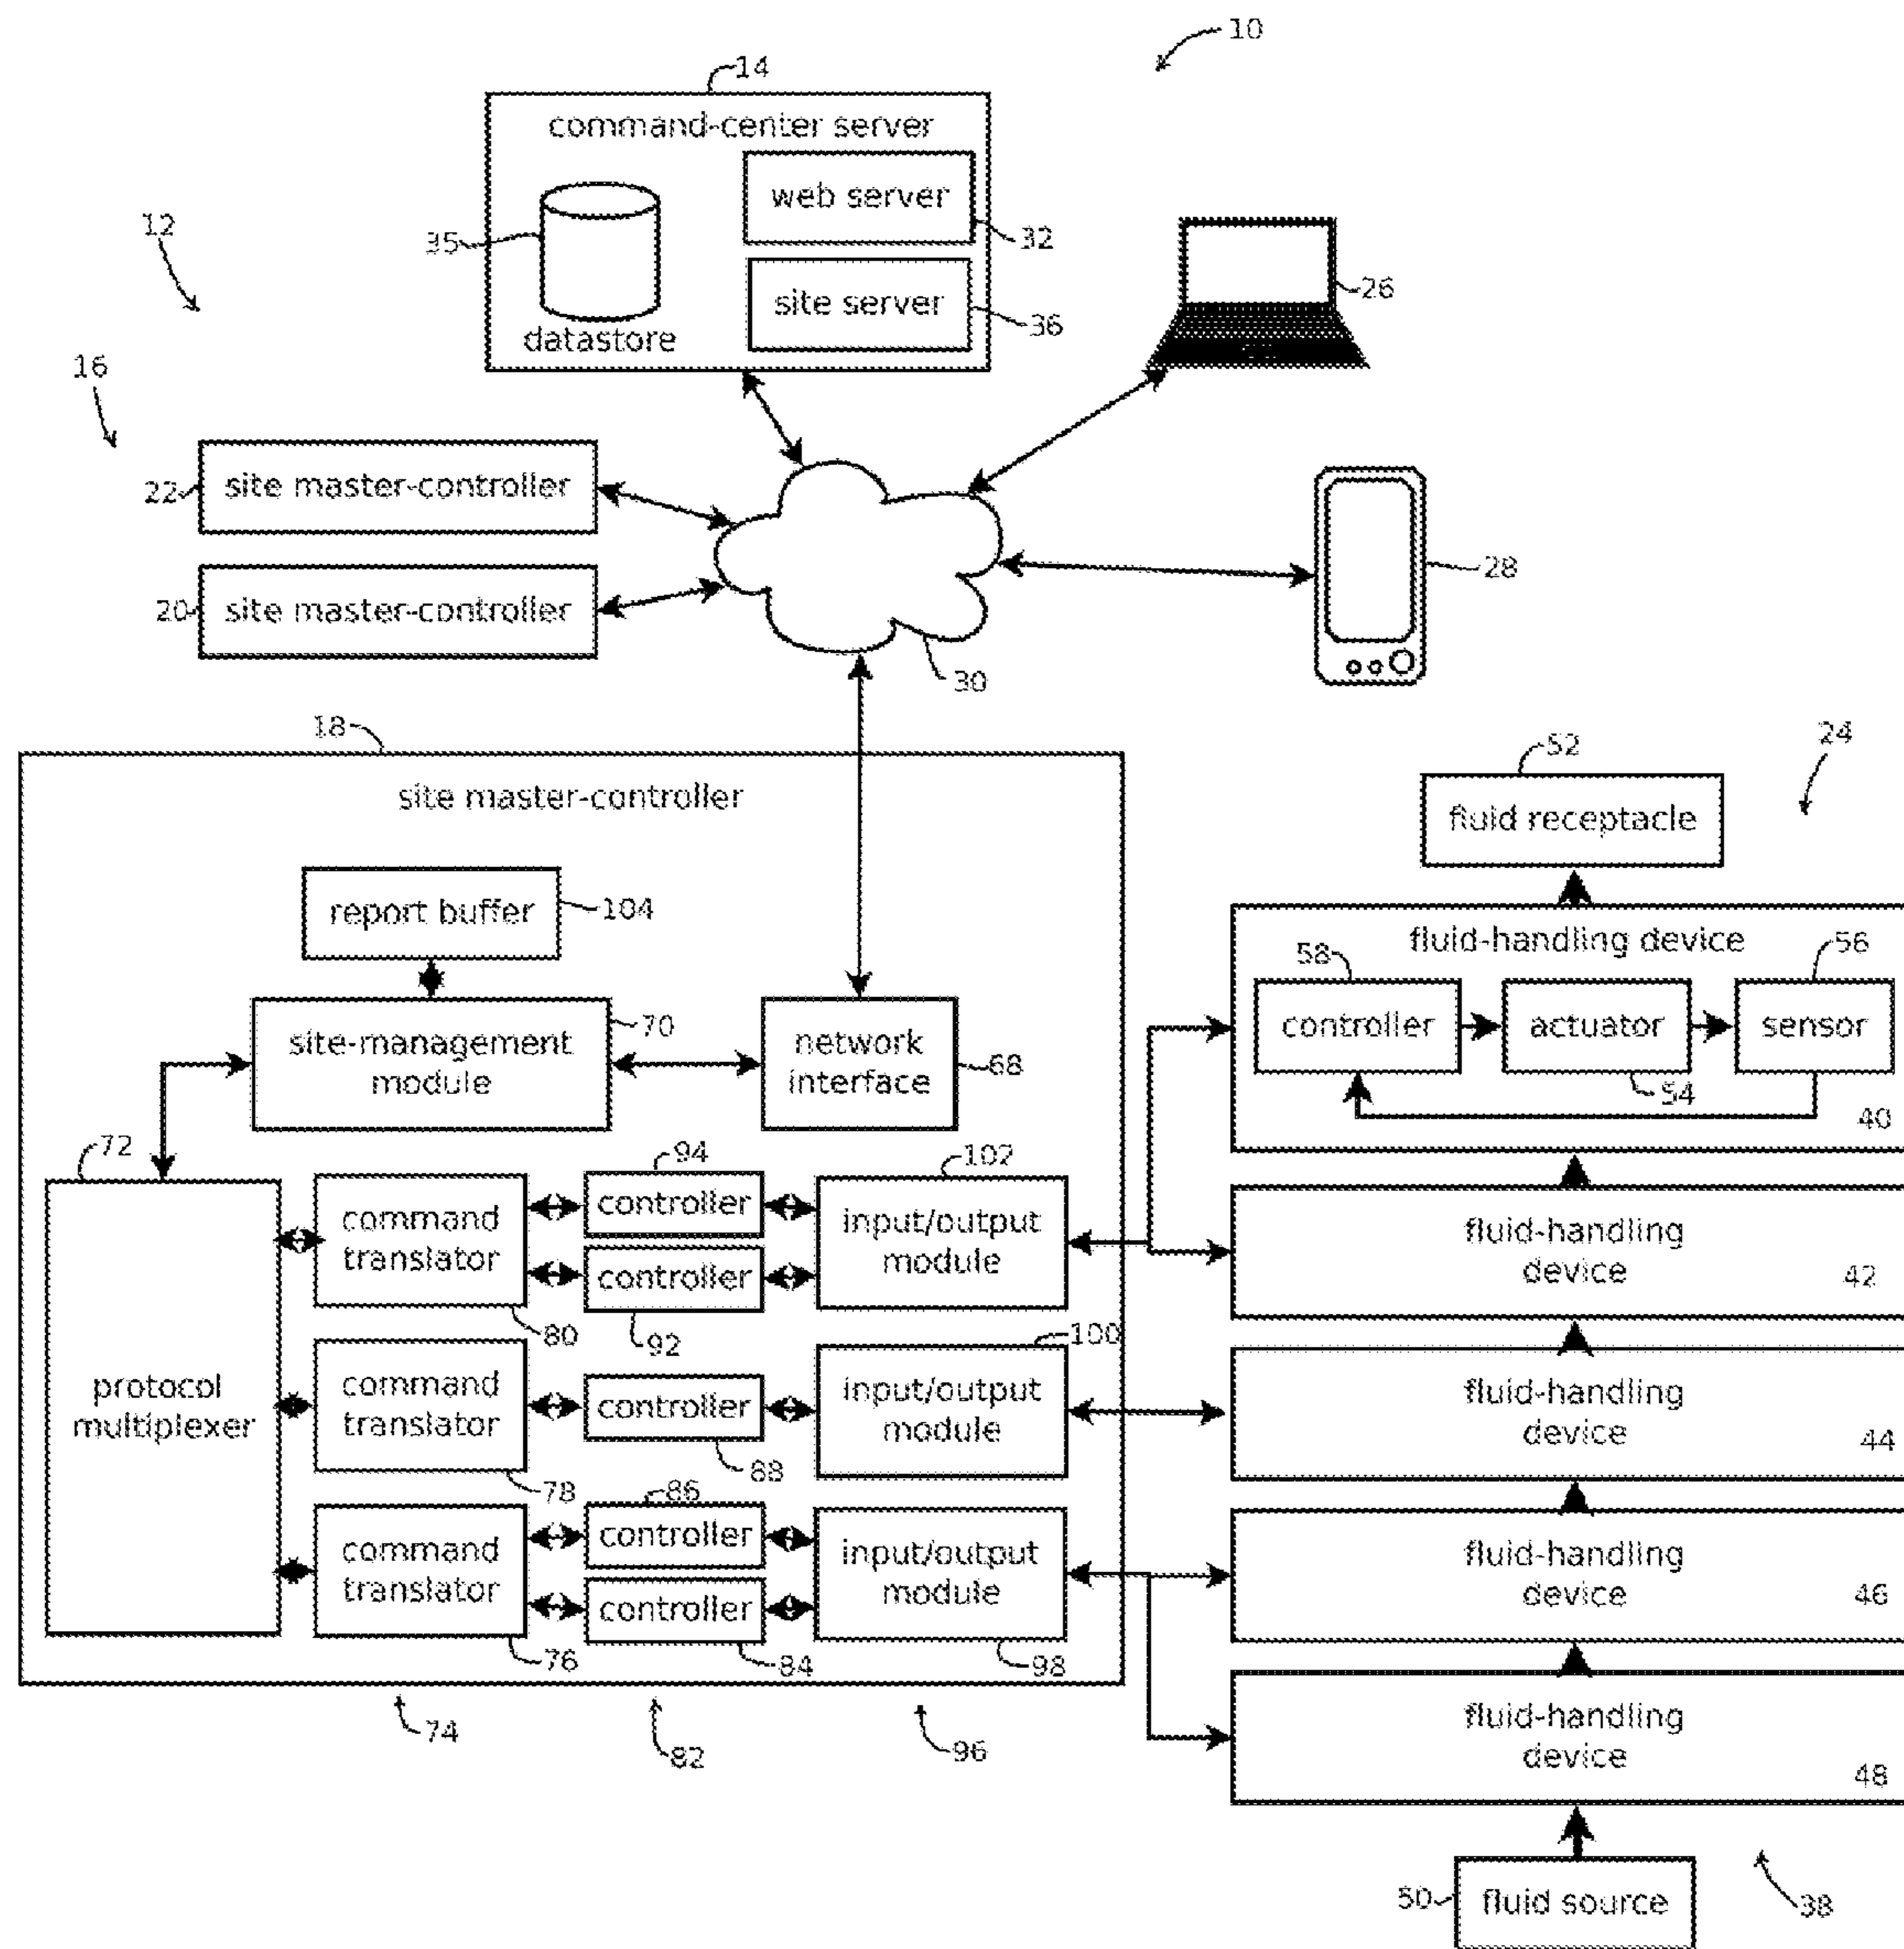 10
14
command-center server
web server
12
35
32
site server
26
datastore
36
16
22
site master-controller
28
20
site master-controller
30
18
52
24
site master-controller
fluid receptacle
report buffer
104
fluid-handling device
58
56
controller
actuator
sensor
54
40
70
site-management
module
network
interface
68
72
94
102
command
translator
controller
controller
input/output
module
fluid-handling
device
42
80
92
100
protocol
multiplexer
command
translator
controller
input/output
module
fluid-handling
device
44
88
78
86
command
translator
controller
controller
input/output
module
fluid-handling
device
46
76
84
98
74
82
96
fluid-handling
device
48
50
fluid source
38